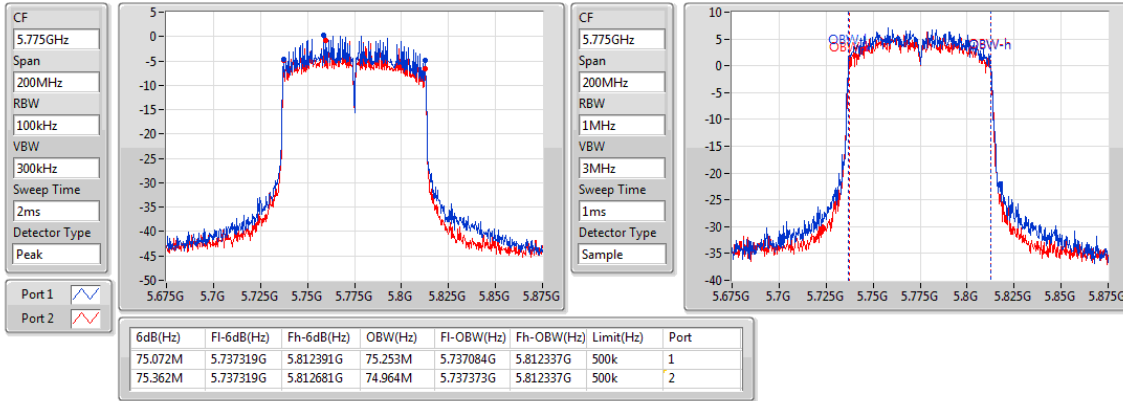 CF
5.775GHz
Span
200MHz
RBW
100kHz
VBW
300kHz
Sweep Time
2ms
Detector Type
Peak
Port 1
Port 2
5
0
-5
-10
-15
-20
-25
-30
-35
-40
-45
-50
5.675G 5.7G 5.725G 5.75G 5.775G 5.8G 5.825G 5.85G 5.875G
CF
5.775GHz
Span
200MHz
RBW
1MHz
VBW
3MHz
Sweep Time
1ms
Detector Type
Sample
10
5
0
-5
-10
-15
-20
-25
-30
-35
-40
OBW-h
5.675G 5.7G 5.725G 5.75G 5.775G 5.8G 5.825G 5.85G 5.875G
6dB(Hz) Fl-6dB(Hz) Fh-6dB(Hz) OBW(Hz) Fl-OBW(Hz) Fh-OBW(Hz) Limit(Hz) Port
75.072M 5.737319G 5.812391G 75.253M 5.737084G 5.812337G 500k 1
75.362M 5.737319G 5.812681G 74.964M 5.737373G 5.812337G 500k 2